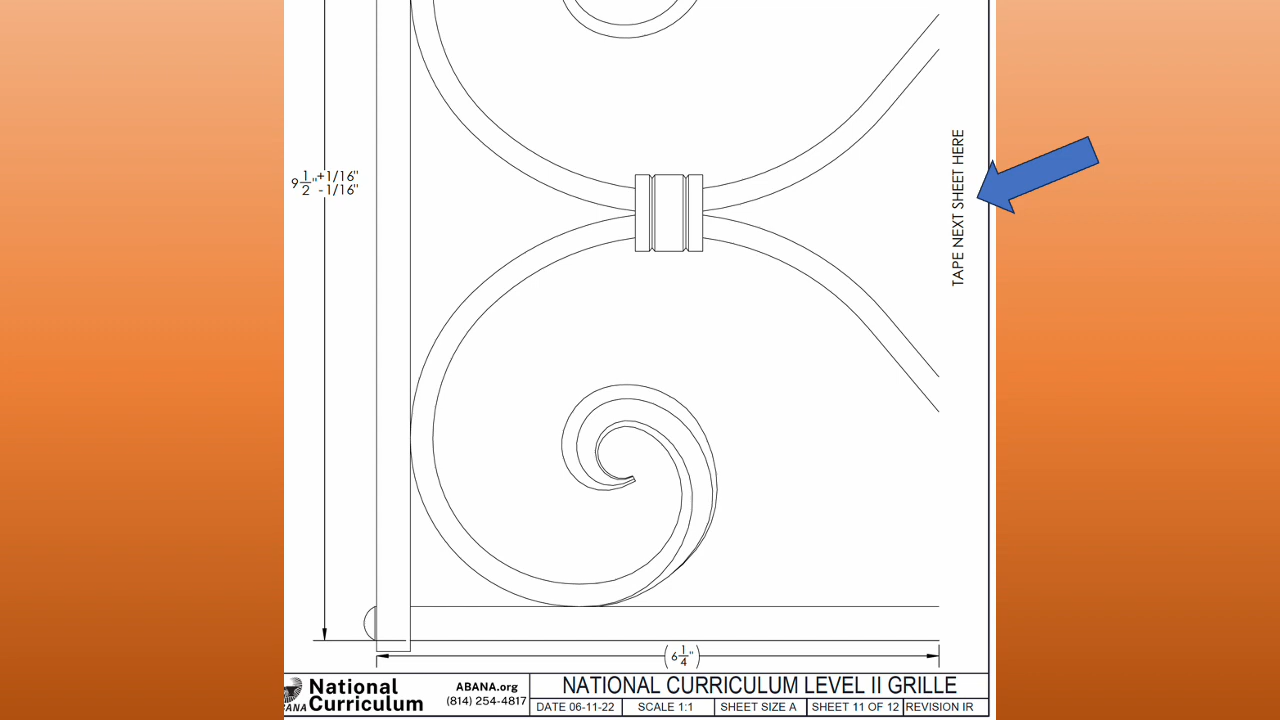 9 1/2" +1/16"
-1/16"
TAPE NEXT SHEET HERE
(6 1/4")
National
Curriculum
ABANA.org
(814) 254-4817
NATIONAL CURRICULUM LEVEL II GRILLE
DATE 06-11-22 SCALE 1:1 SHEET SIZE A SHEET 11 OF 12 REVISION IR